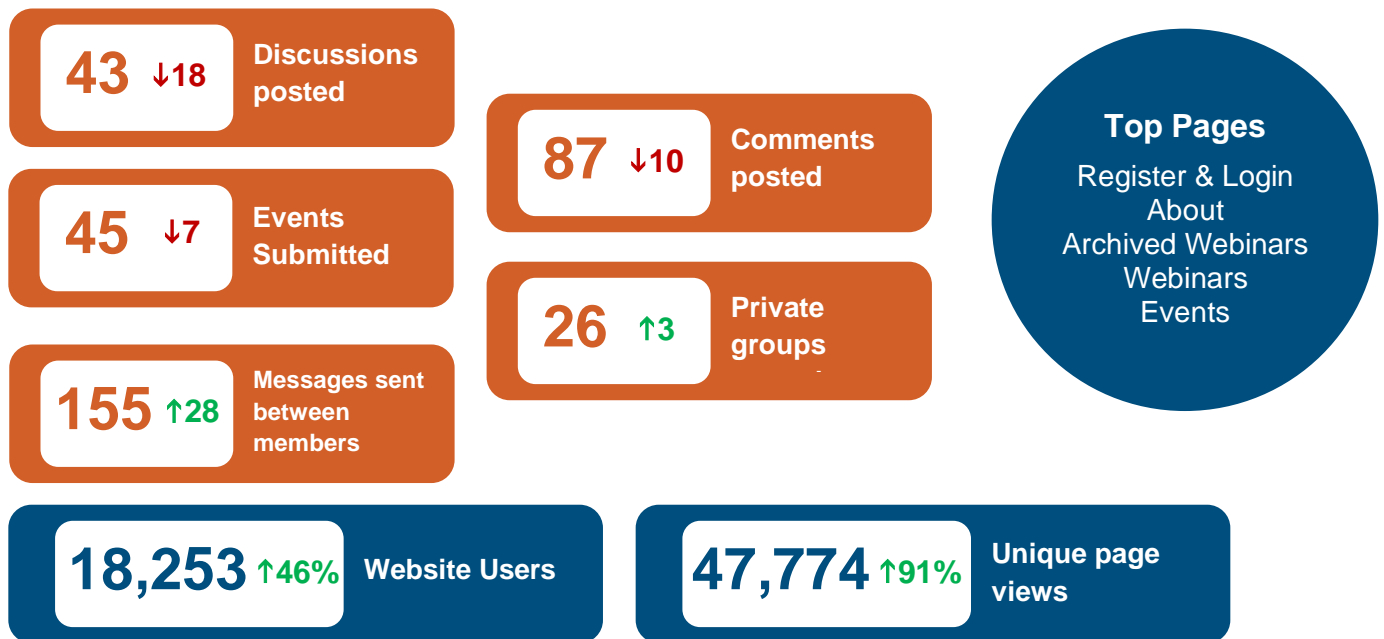 43 ↓18
Discussions
posted
87 ↓10
Comments
posted
45 ↓7
Events
Submitted
26 ↑3
Private
groups
155 ↑28
Messages sent
between
members
Top Pages
Register & Login
About
Archived Webinars
Webinars
Events
18,253 ↑46%
Website Users
47,774 ↑91%
Unique page
views